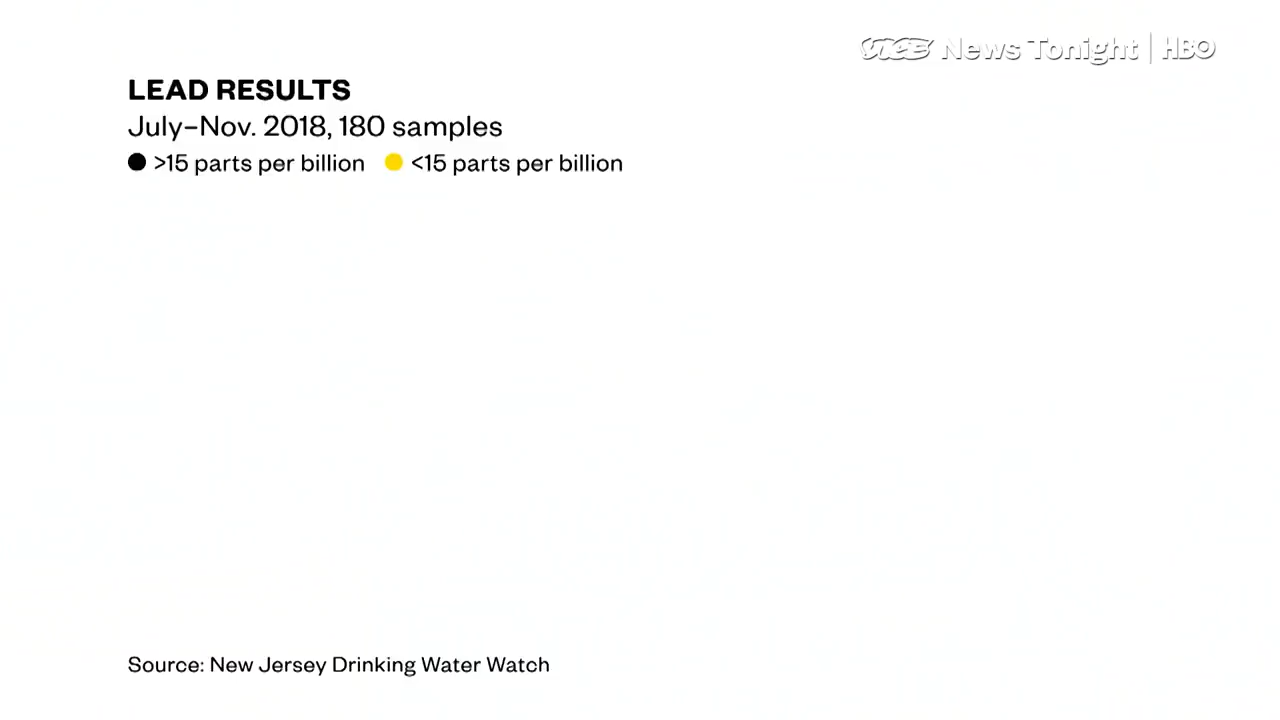 VICE News Tonight | HBO
LEAD RESULTS
July–Nov. 2018, 180 samples
>15 parts per billion <15 parts per billion
Source: New Jersey Drinking Water Watch